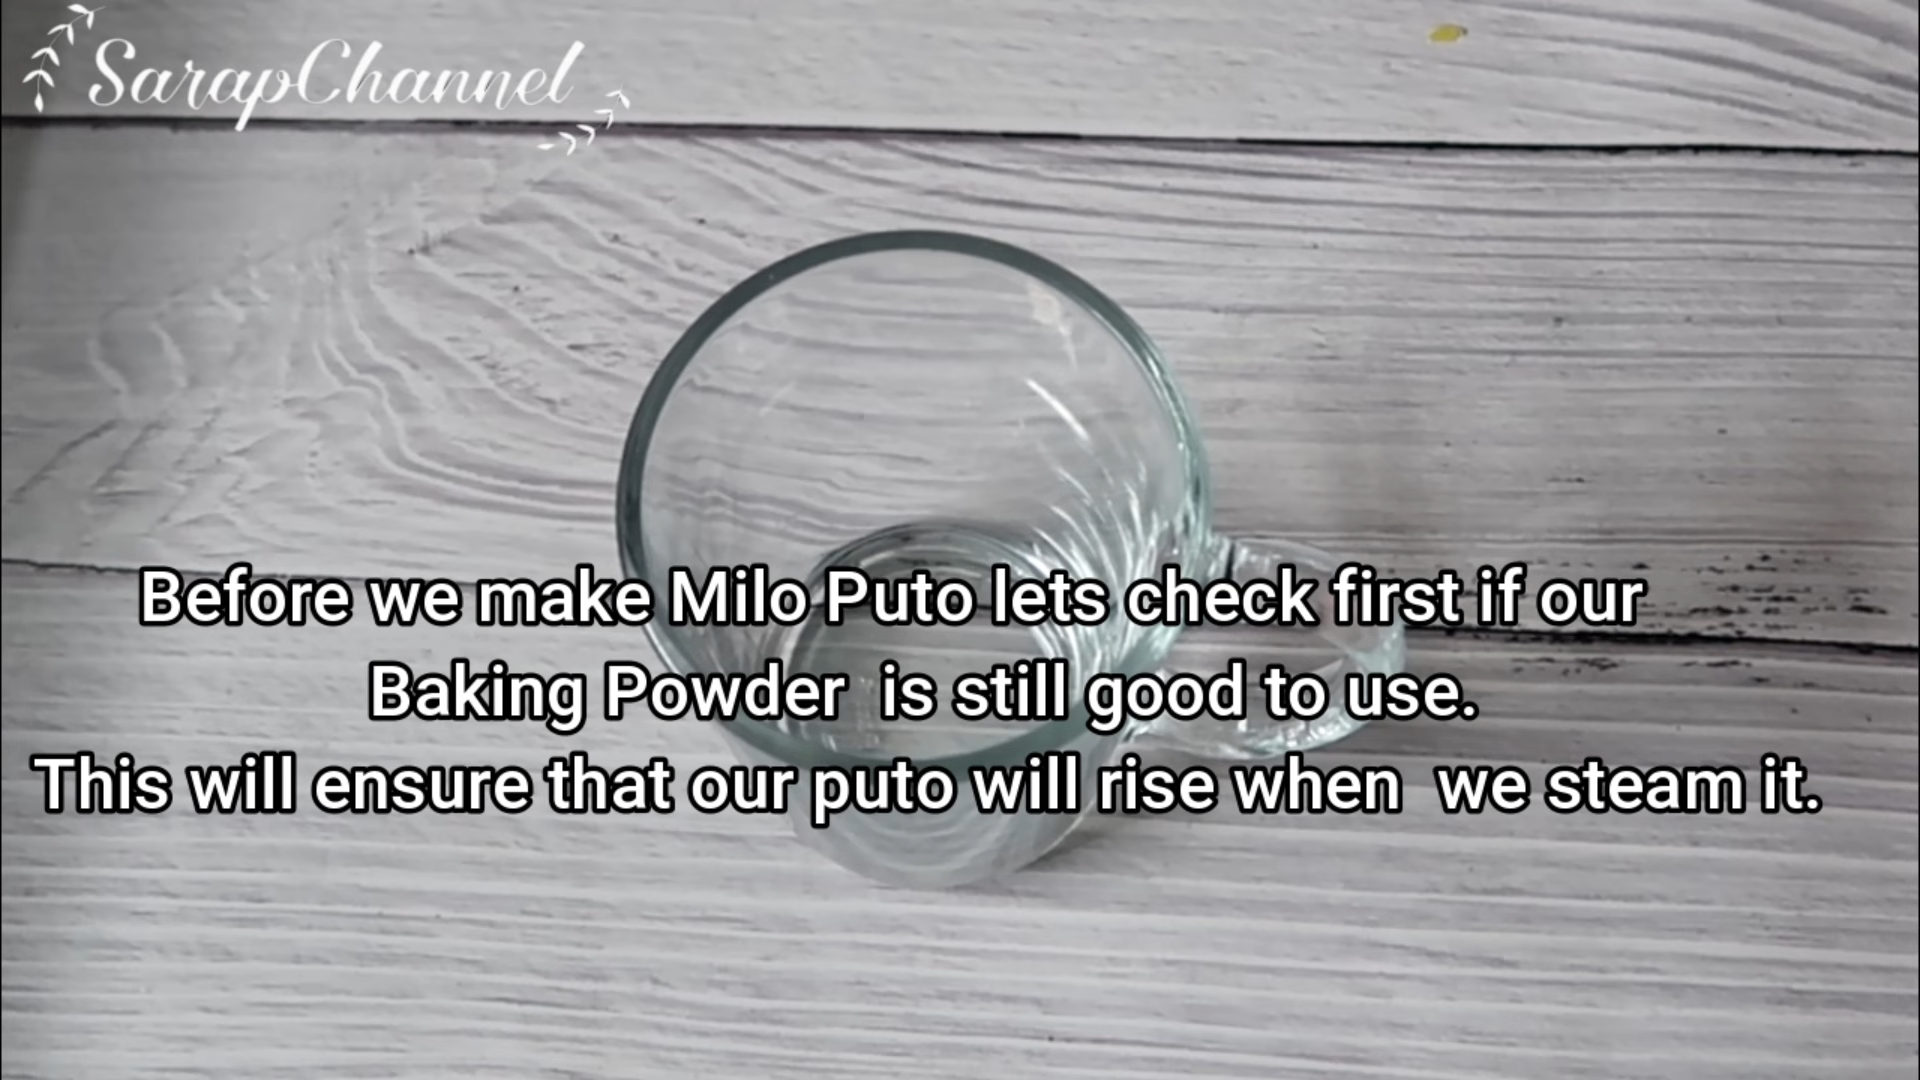 SarapChannel
Before we make Milo Puto lets check first if our
Baking Powder is still good to use.
This will ensure that our puto will rise when we steam it.